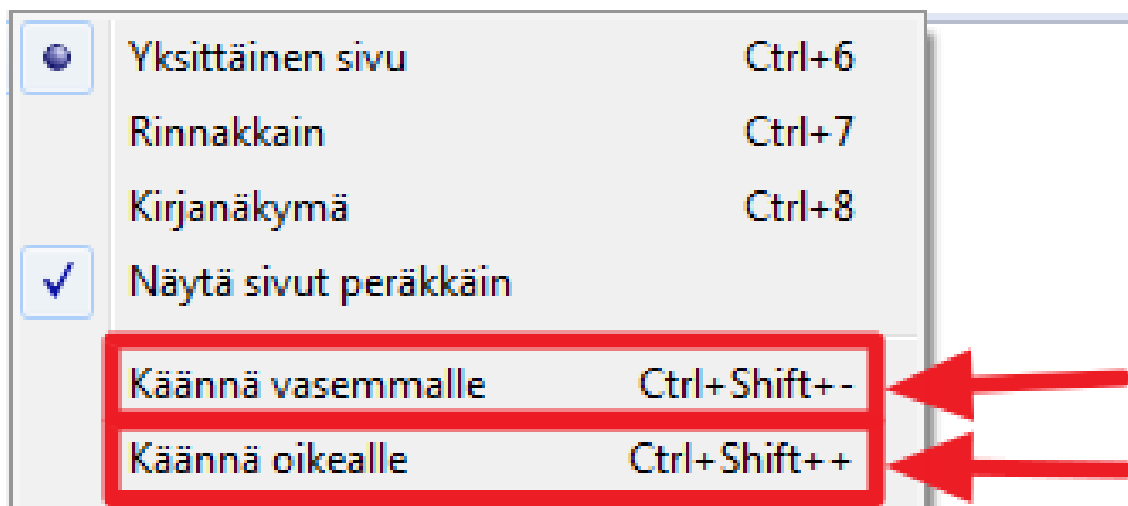 Yksittäinen sivu Ctrl+6
Rinnakkain Ctrl+7
Kirjanäkymä Ctrl+8
Näytä sivut peräkkäin
Käännä vasemmalle Ctrl+Shift+-
Käännä oikealle Ctrl+Shift++